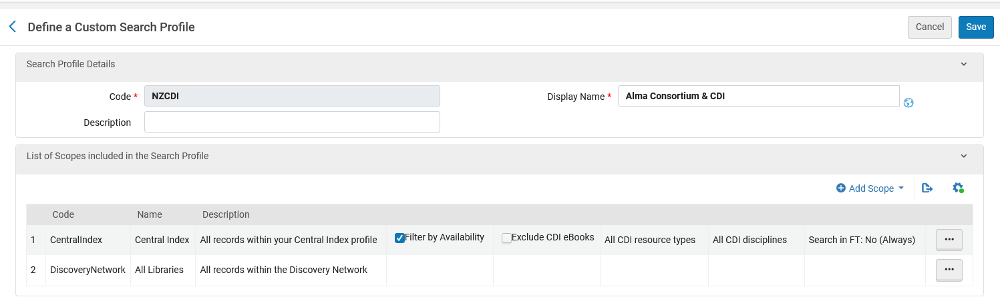 Define a Custom Search Profile
Cancel
Save
Search Profile Details
Code *
NZCDI
Display Name *
Alma Consortium & CDI
Description
List of Scopes included in the Search Profile
Add Scope
Code Name Description
1 CentralIndex Central Index All records within your Central Index profile Filter by Availability Exclude CDI eBooks All CDI resource types All CDI disciplines Search in FT: No (Always)
2 DiscoveryNetwork All Libraries All records within the Discovery Network